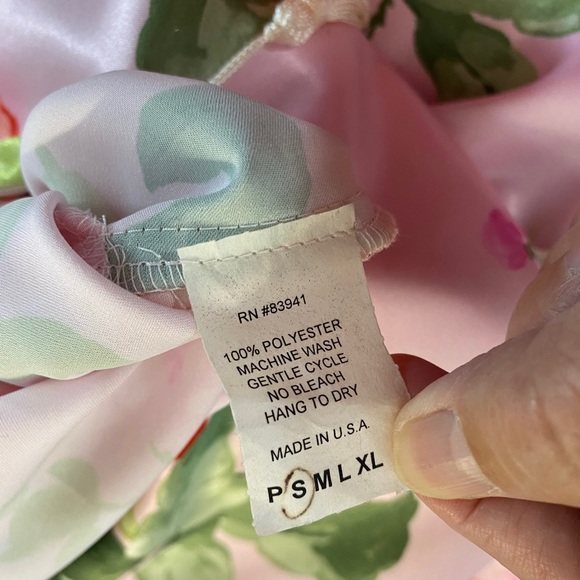 RN #83941
100% POLYESTER
MACHINE WASH
GENTLE CYCLE
NO BLEACH
HANG TO DRY
MADE IN U.S.A.
P S M L XL